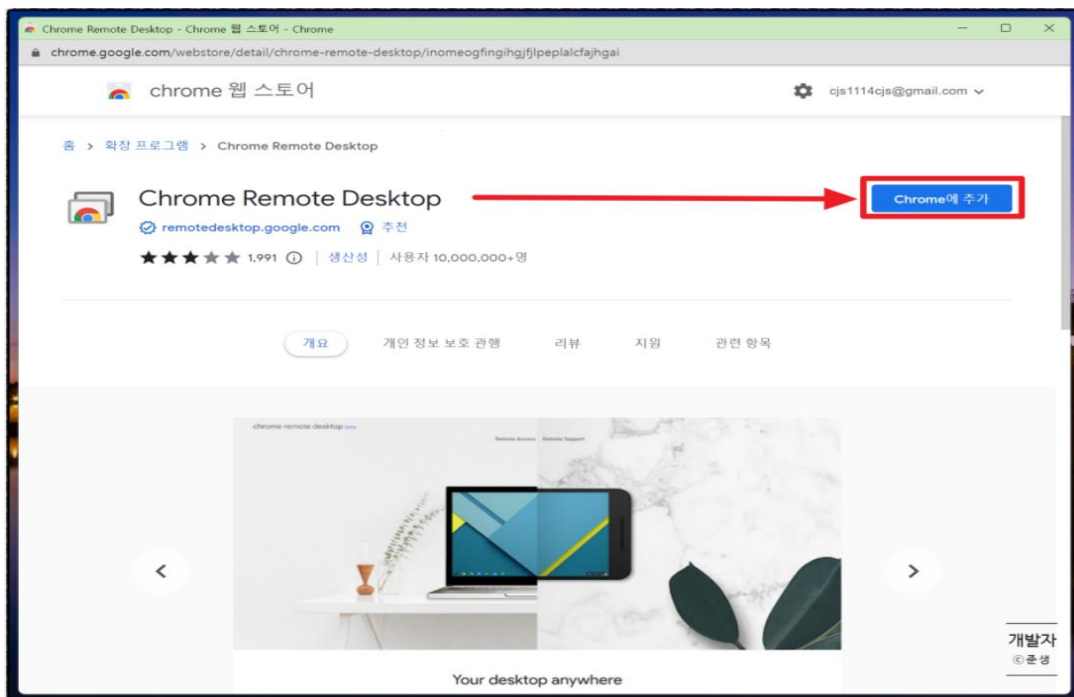 Chrome Remote Desktop - Chrome 웹 스토어 - Chrome
chrome.google.com/webstore/detail/chrome-remote-desktop/inomeogfingihgjfjlpeplalcfajhgai
chrome 웹 스토어
cjs1114cjs@gmail.com
홈 > 확장 프로그램 > Chrome Remote Desktop
Chrome Remote Desktop
Chrome에 추가
remotedesktop.google.com 추천
1,991 생산성 사용자 10,000,000+명
개요 개인 정보 보호 관행 리뷰 지원 관련 항목
chrome remote desktop beta
Remote Access Remote Support
Your desktop anywhere
개발자
ⓒ준생